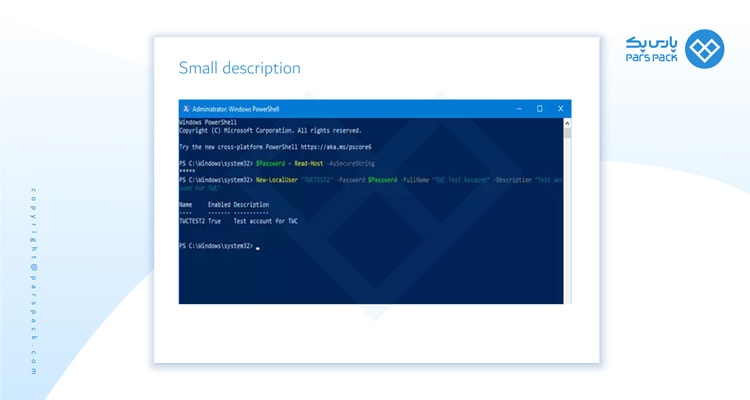 پارس پک
Pars Pack
Small description
Administrator: Windows PowerShell
Windows PowerShell
Copyright (C) Microsoft Corporation. All rights reserved.
Try the new cross-platform PowerShell https://aka.ms/pscore6
PS C:\Windows\system32> $Password = Read-Host -AsSecureString
*****
PS C:\Windows\system32> New-LocalUser "TWCTEST2" -Password $Password -FullName "TWC Test Account" -Description "Test acc
ount for TWC"
Name Enabled Description
---- ------- -----------
TWCTEST2 True Test account for TWC
PS C:\Windows\system32>
copyright@parspack.com